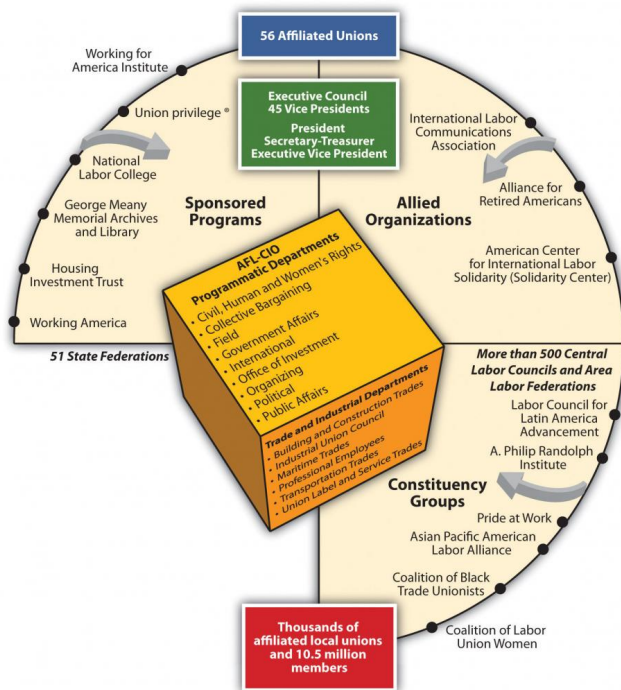 56 Affiliated Unions
Executive Council
45 Vice Presidents
President
Secretary-Treasurer
Executive Vice President
Working for
America Institute
Union privilege ®
National
Labor College
George Meany
Memorial Archives
and Library
Housing
Investment Trust
Working America
Sponsored
Programs
51 State Federations
International Labor
Communications
Association
Alliance for
Retired Americans
American Center
for International Labor
Solidarity (Solidarity Center)
Allied
Organizations
AFL-CIO
Programmatic Departments
• Civil, Human and Women's Rights
• Collective Bargaining
• Field
• Government Affairs
• International
• Office of Investment
• Organizing
• Political
• Public Affairs
Trade and Industrial Departments
• Building and Construction Trades
• Industrial Union Council
• Maritime Trades
• Professional Employees
• Transportation Trades
• Union Label and Service Trades
More than 500 Central
Labor Councils and Area
Labor Federations
Labor Council for
Latin America
Advancement
A. Philip Randolph
Institute
Constituency
Groups
Pride at Work
Asian Pacific American
Labor Alliance
Coalition of Black
Trade Unionists
Coalition of Labor
Union Women
Thousands of
affiliated local unions
and 10.5 million
members